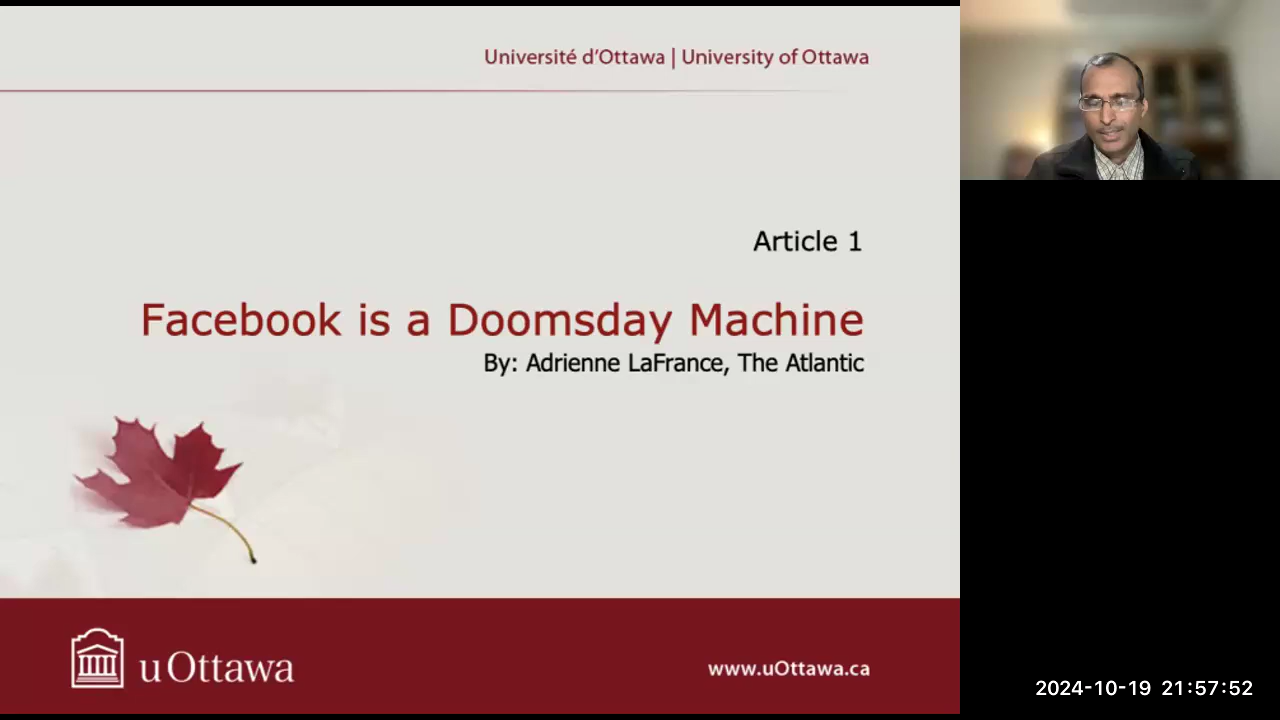 Université d'Ottawa | University of Ottawa
Article 1
Facebook is a Doomsday Machine
By: Adrienne LaFrance, The Atlantic
uOttawa
www.uOttawa.ca
2024-10-19 21:57:52